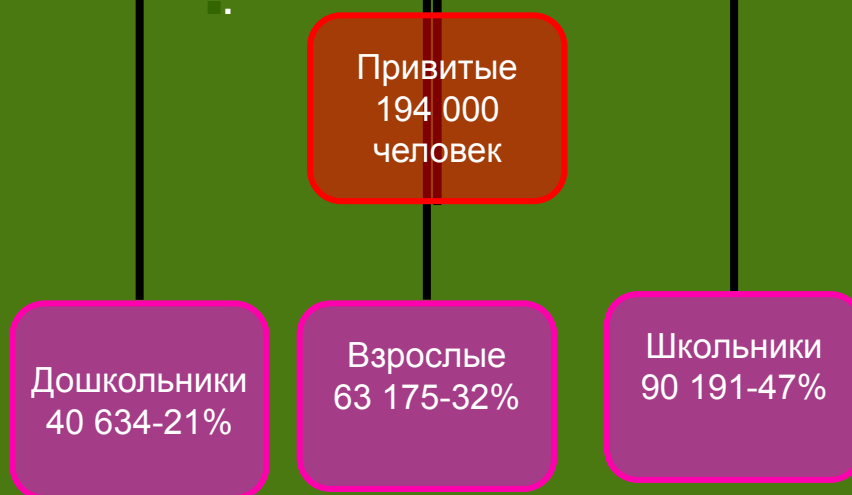 .
Привитые
194 000
человек
Дошкольники
40 634-21%
Взрослые
63 175-32%
Школьники
90 191-47%